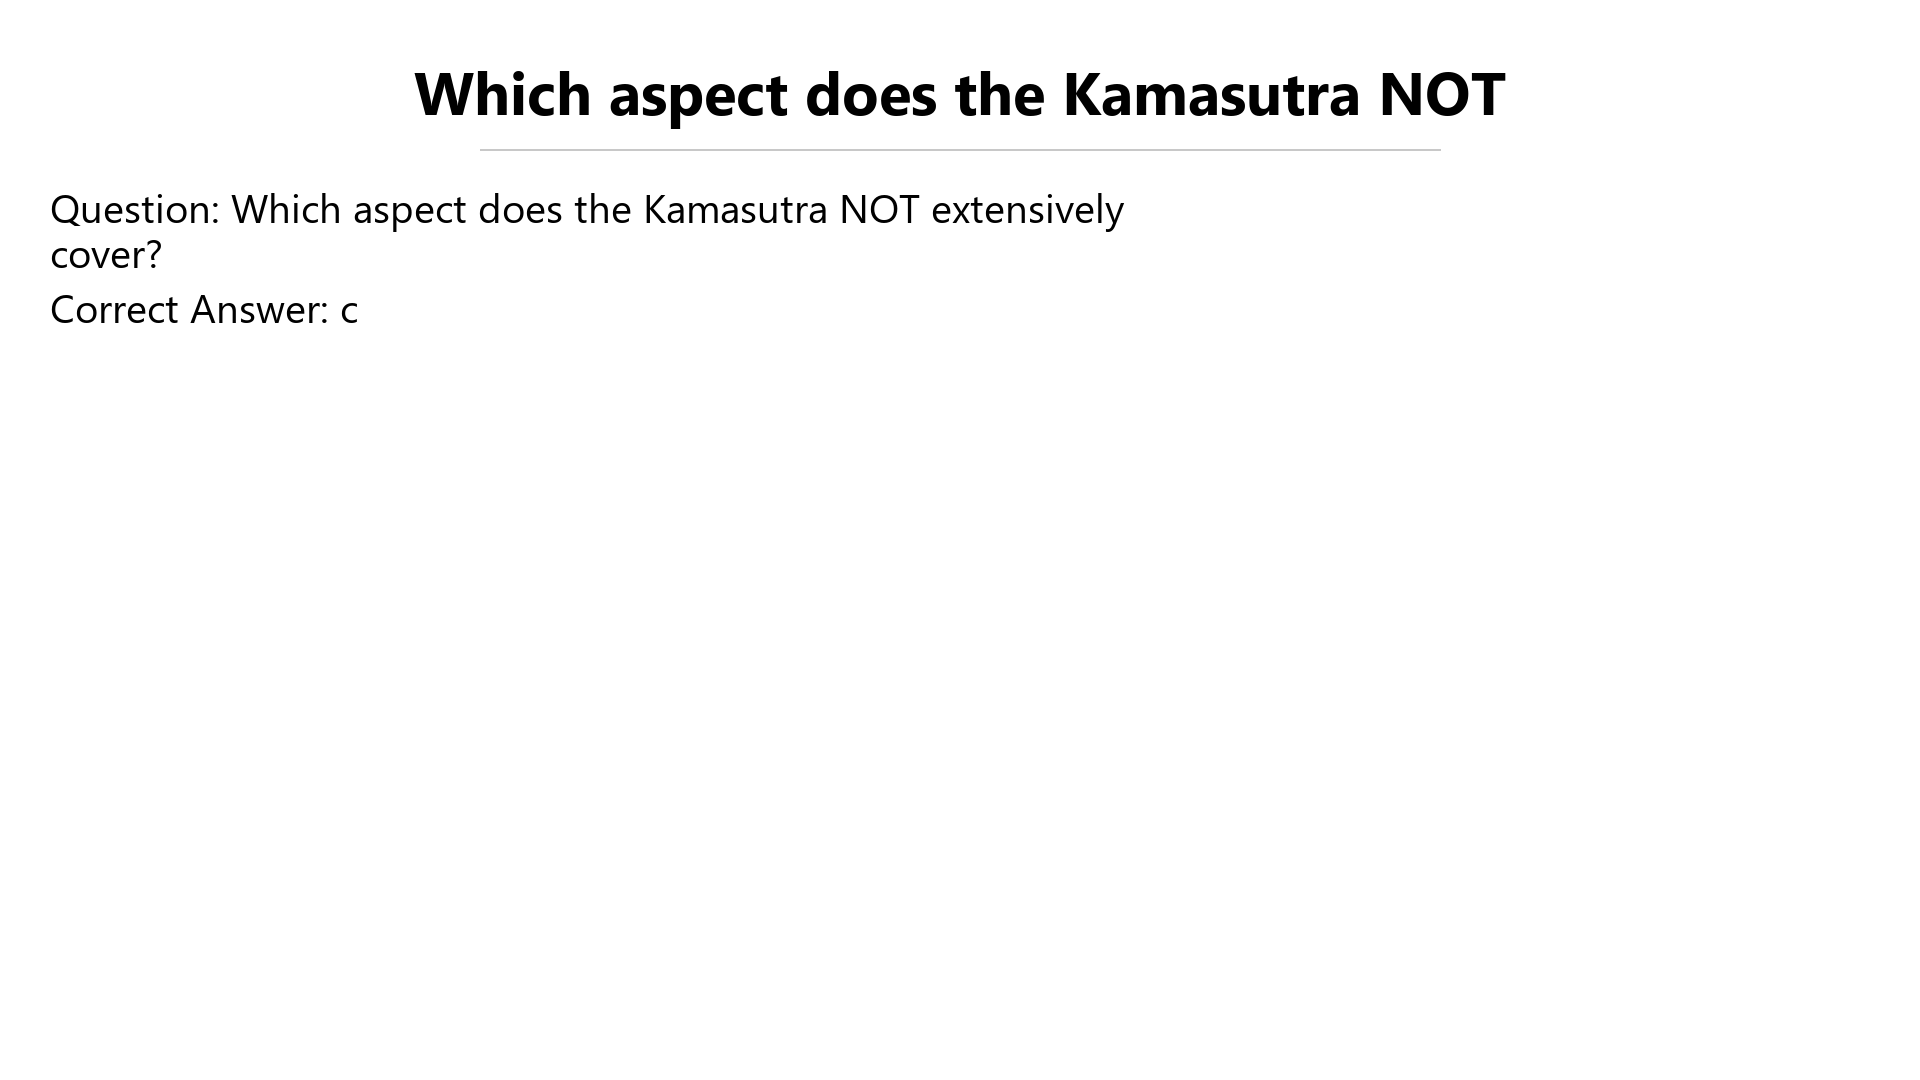 Which aspect does the Kamasutra NOT
Question: Which aspect does the Kamasutra NOT extensively
cover?
Correct Answer: c